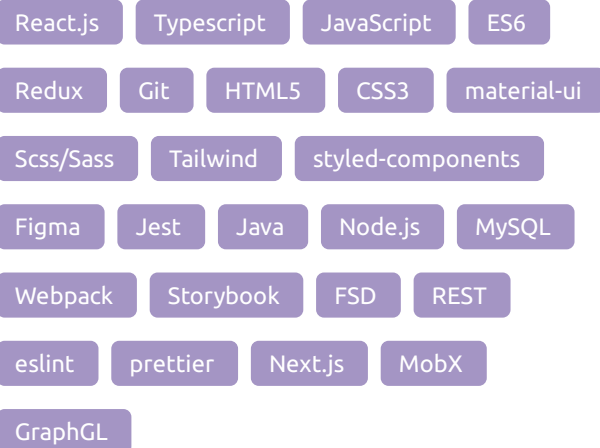 React.js Typescript JavaScript ES6
Redux Git HTML5 CSS3 material-ui
Scss/Sass Tailwind styled-components
Figma Jest Java Node.js MySQL
Webpack Storybook FSD REST
eslint prettier Next.js MobX
GraphGL